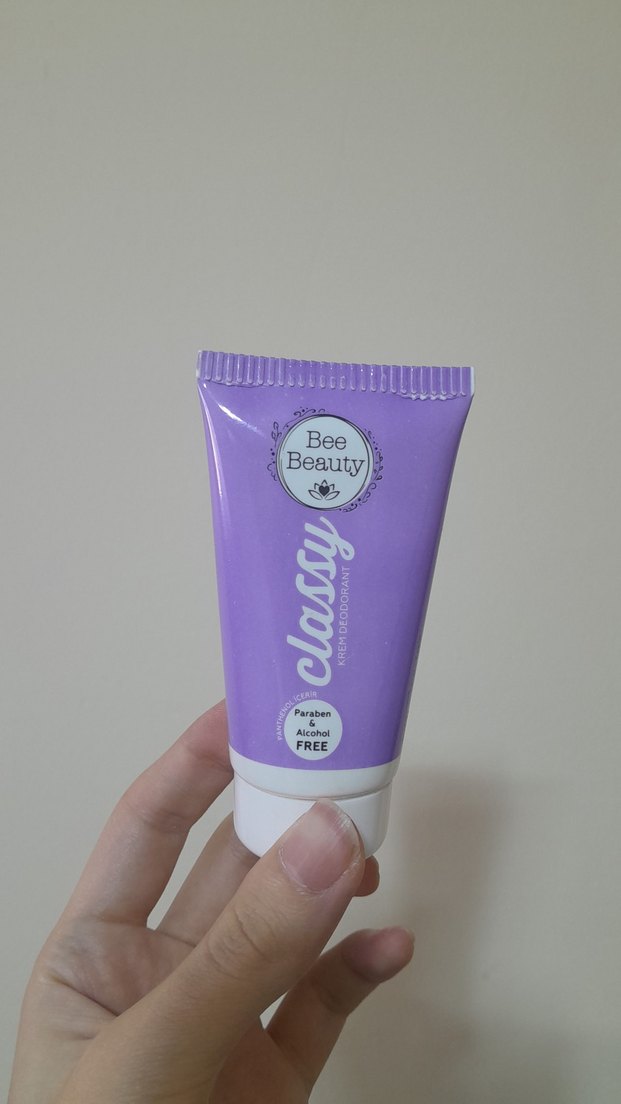 Bee
Beauty
classy
KREM DEODORANT
PANTHENOL İÇERİR
Paraben
&
Alcohol
FREE